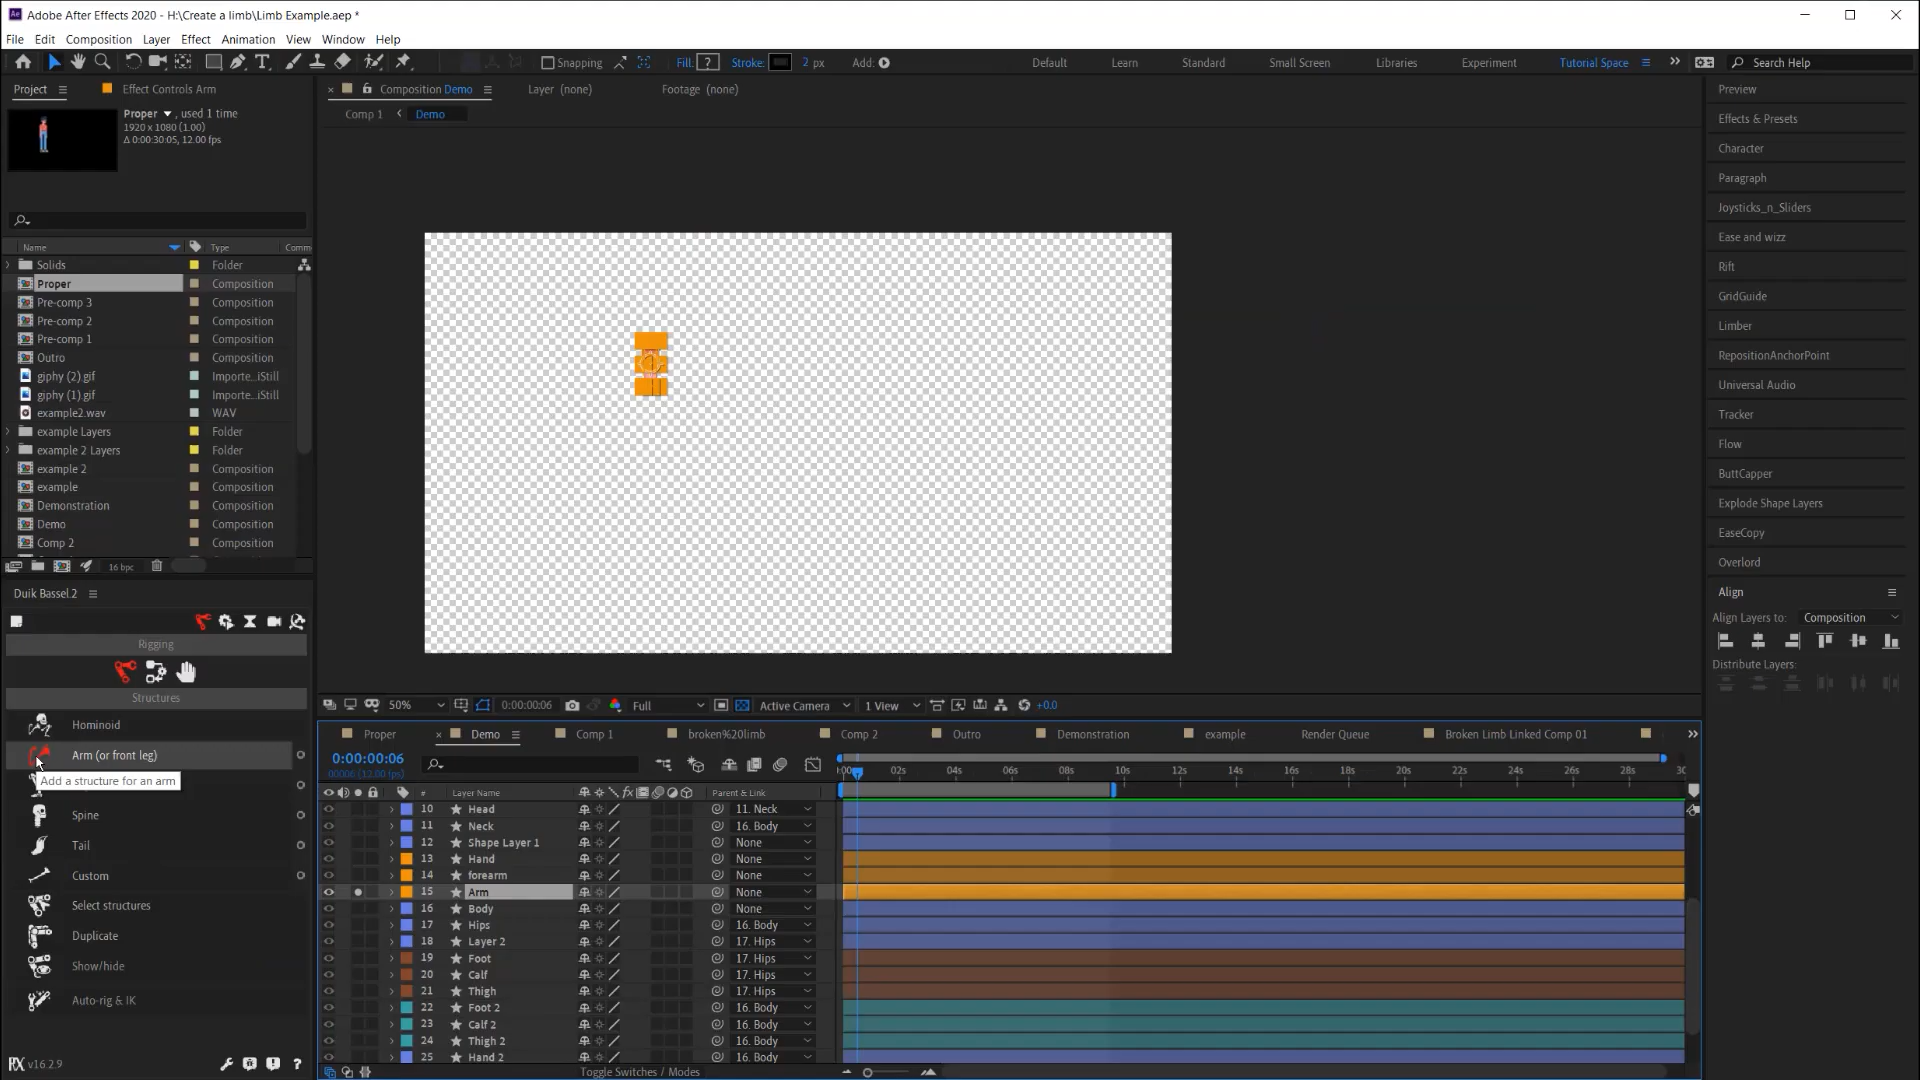 Adobe After Effects 2020 - H:\Create a limb\Limb Example.aep *
File Edit Composition Layer Effect Animation View Window Help
Snapping Fill: ? Stroke: 2 px Add: Default Learn Standard Small Screen Libraries Experiment Tutorial Space Search Help
Project Effect Controls Arm
Proper , used 1 time
1920 x 1080 (1.00)
Δ 0:00:30:05, 12.00 fps
Name Type Comm
Solids Folder
Proper Composition
Pre-comp 3 Composition
Pre-comp 2 Composition
Pre-comp 1 Composition
Outro Composition
giphy (2).gif Importe...iStill
giphy (1).gif Importe...iStill
example2.wav WAV
example Layers Folder
example 2 Layers Folder
example 2 Composition
example Composition
Demonstration Composition
Demo Composition
Comp 2 Composition
16 bpc
Duik Bassel.2
Rigging
Structures
Hominoid
Arm (or front leg)
Add a structure for an arm
Spine
Tail
Custom
Select structures
Duplicate
Show/hide
Auto-rig & IK
v16.2.9
Composition Demo Layer (none) Footage (none)
Comp 1 Demo
50% 0:00:00:06 Full Active Camera 1 View +0.0
Proper Demo Comp 1 broken%20limb Comp 2 Outro Demonstration example Render Queue Broken Limb Linked Comp 01
0:00:00:06
00006 (12.00 fps)
:00s 02s 04s 06s 08s 10s 12s 14s 16s 18s 20s 22s 24s 26s 28s 30
# Layer Name fx Parent & Link
10 Head 11. Neck
11 Neck 16. Body
12 Shape Layer 1 None
13 Hand None
14 forearm None
15 Arm None
16 Body None
17 Hips 16. Body
18 Layer 2 17. Hips
19 Foot 17. Hips
20 Calf 17. Hips
21 Thigh 17. Hips
22 Foot 2 16. Body
23 Calf 2 16. Body
24 Thigh 2 16. Body
25 Hand 2 16. Body
Toggle Switches / Modes
Preview
Effects & Presets
Character
Paragraph
Joysticks_n_Sliders
Ease and wizz
Rift
GridGuide
Limber
RepositionAnchorPoint
Universal Audio
Tracker
Flow
ButtCapper
Explode Shape Layers
EaseCopy
Overlord
Align
Align Layers to: Composition
Distribute Layers: